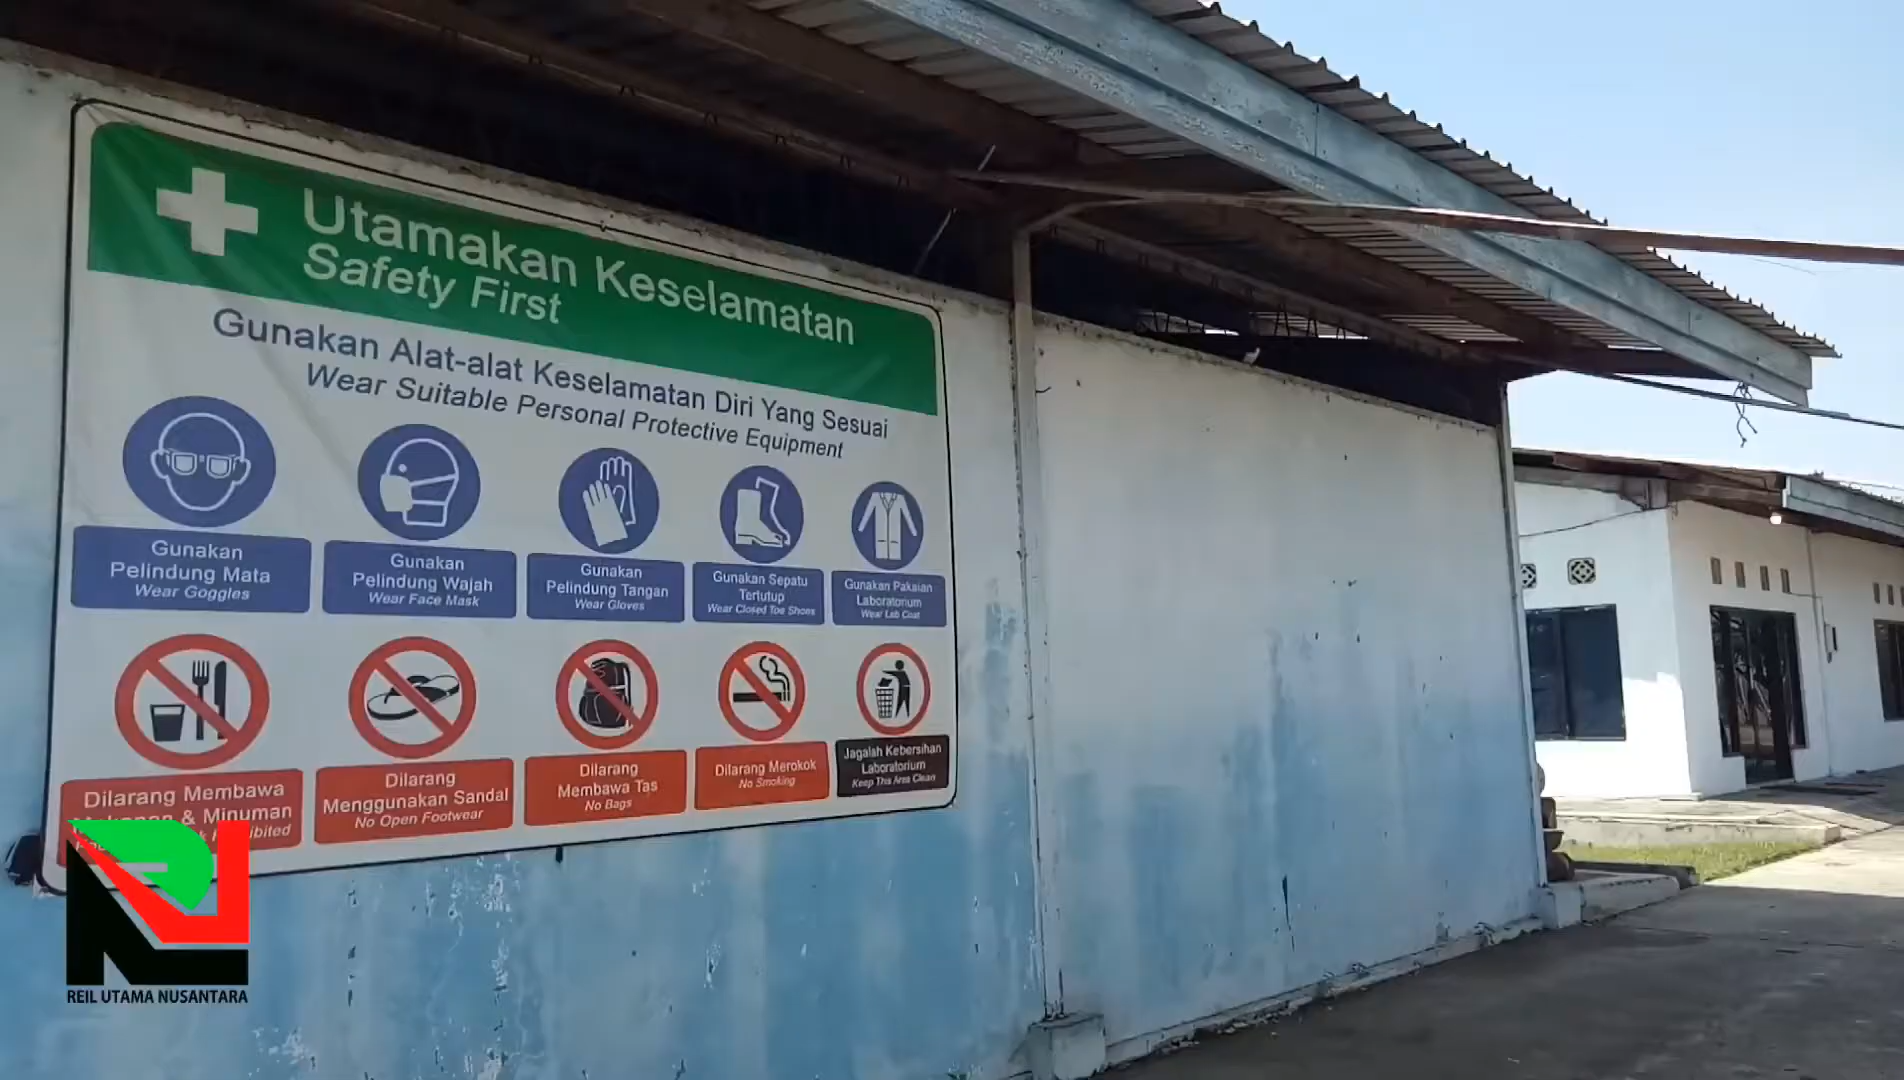 Utamakan Keselamatan
Safety First
Gunakan Alat-alat Keselamatan Diri Yang Sesuai
Wear Suitable Personal Protective Equipment
Gunakan
Pelindung Mata
Wear Goggles
Gunakan
Pelindung Wajah
Wear Face Mask
Gunakan
Pelindung Tangan
Wear Gloves
Gunakan Sepatu
Tertutup
Wear Closed Toe Shoes
Gunakan Pakaian
Laboratorium
Wear Lab Coat
Dilarang Membawa
& Minuman
Dilarang
Menggunakan Sandal
No Open Footwear
Dilarang
Membawa Tas
No Bags
Dilarang Merokok
No Smoking
Jagalah Kebersihan
Laboratorium
Keep This Area Clean
REIL UTAMA NUSANTARA